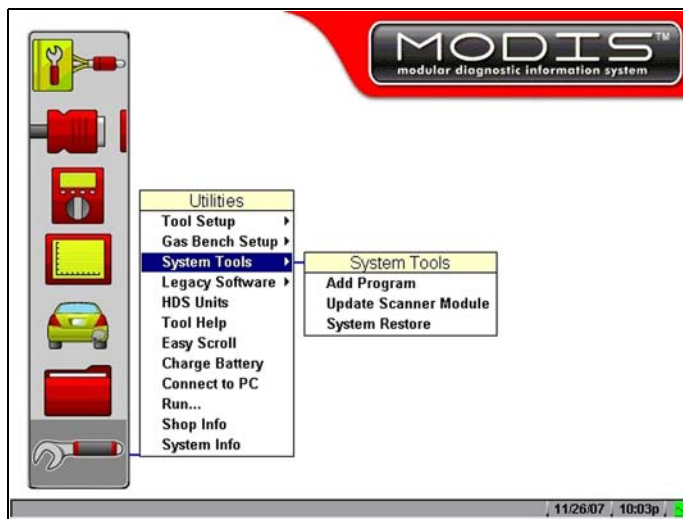 MODIS™
modular diagnostic information system
Utilities
Tool Setup
Gas Bench Setup
System Tools
Legacy Software
HDS Units
Tool Help
Easy Scroll
Charge Battery
Connect to PC
Run...
Shop Info
System Info
System Tools
Add Program
Update Scanner Module
System Restore
11/26/07 10:03p